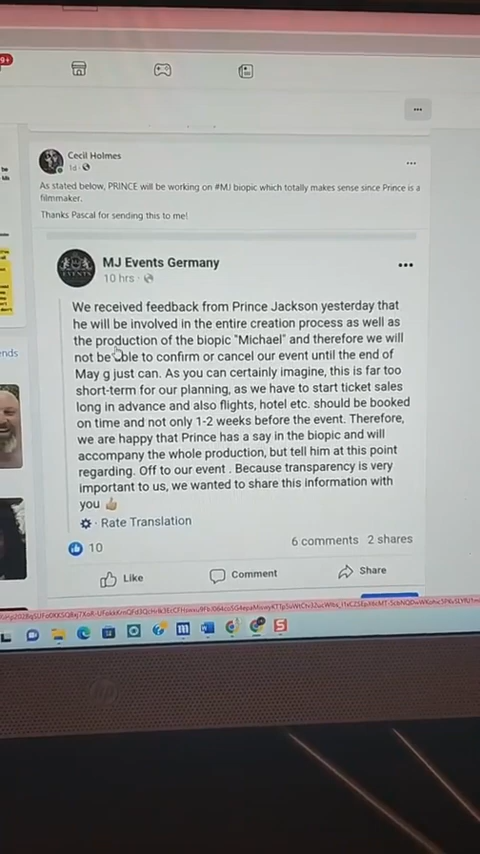 9+
Cecil Holmes
1d
As stated below, PRINCE will be working on #MJ biopic which totally makes sense since Prince is a
filmmaker.
Thanks Pascal for sending this to me!
MJ Events Germany
10 hrs
We received feedback from Prince Jackson yesterday that
he will be involved in the entire creation process as well as
the production of the biopic "Michael" and therefore we will
not be able to confirm or cancel our event until the end of
May g just can. As you can certainly imagine, this is far too
short-term for our planning, as we have to start ticket sales
long in advance and also flights, hotel etc. should be booked
on time and not only 1-2 weeks before the event. Therefore,
we are happy that Prince has a say in the biopic and will
accompany the whole production, but tell him at this point
regarding. Off to our event . Because transparency is very
important to us, we wanted to share this information with
you 👍
· Rate Translation
10
6 comments 2 shares
Like
Comment
Share
ends